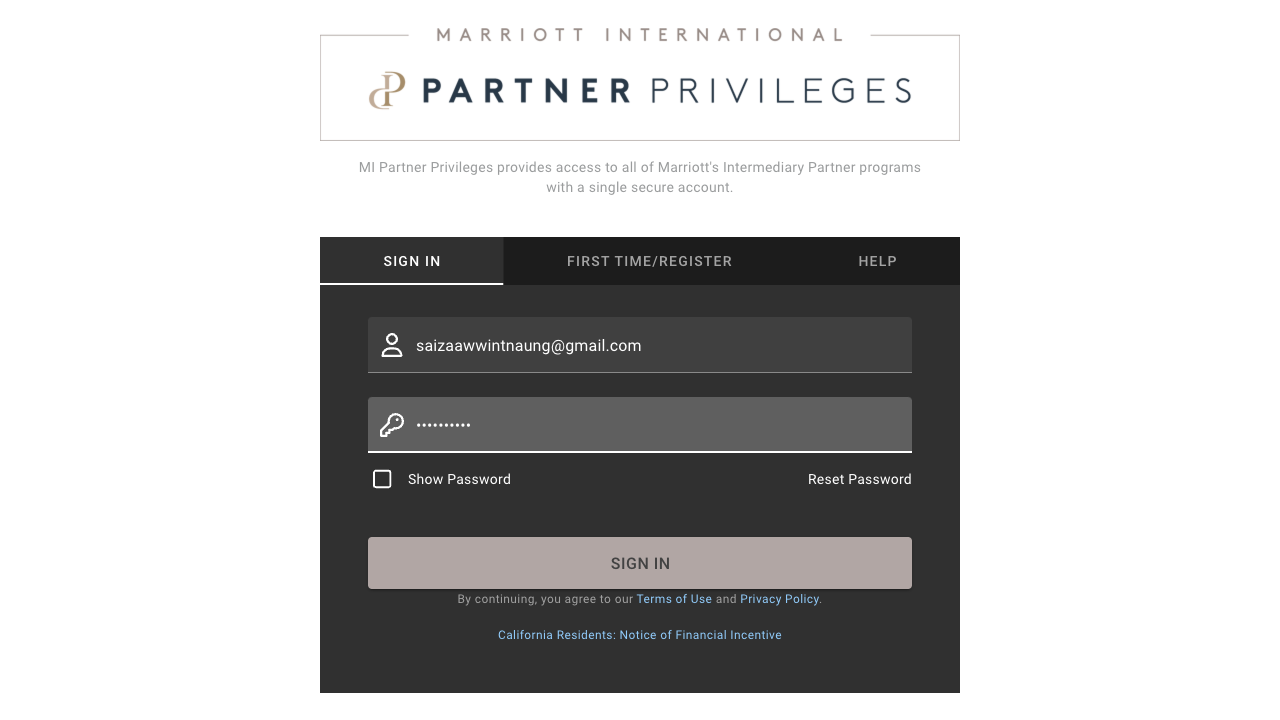 MARRIOTT INTERNATIONAL
PARTNER PRIVILEGES
MI Partner Privileges provides access to all of Marriott's Intermediary Partner programs
with a single secure account.
SIGN IN FIRST TIME/REGISTER HELP
saizaawwintnaung@gmail.com
••••••••••
Show Password Reset Password
SIGN IN
By continuing, you agree to our Terms of Use and Privacy Policy.
California Residents: Notice of Financial Incentive